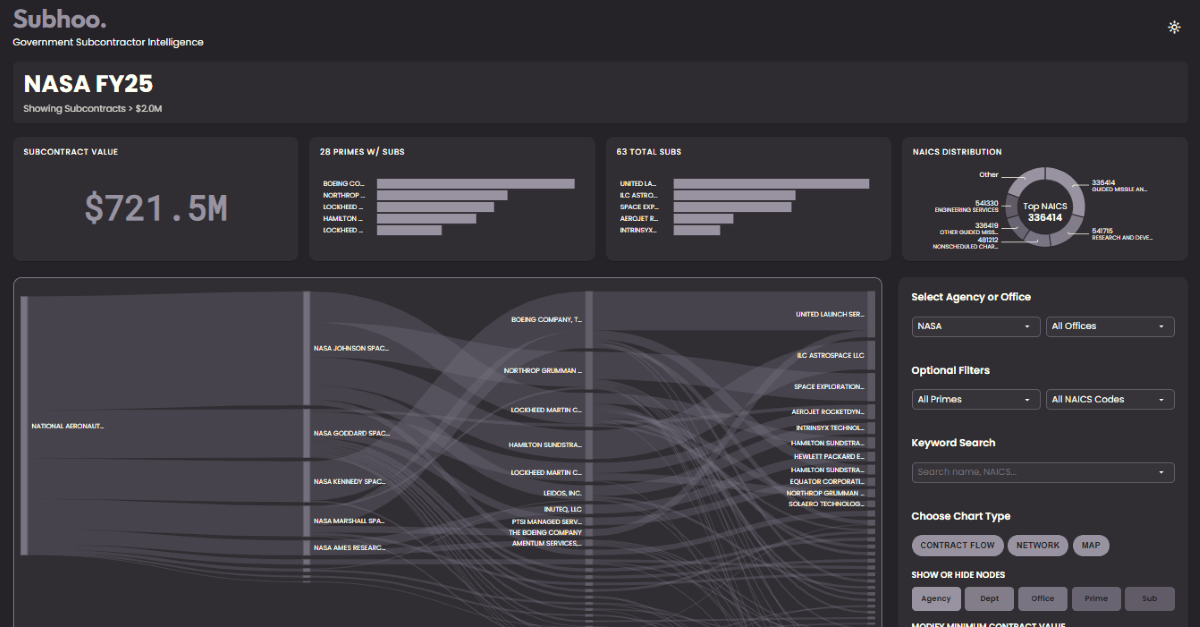 Subhoo.
Government Subcontractor Intelligence
NASA FY25
Showing Subcontracts > $2.0M
SUBCONTRACT VALUE
$721.5M
28 PRIMES W/ SUBS
BOEING CO...
NORTHROP ...
LOCKHEED ...
HAMILTON ...
LOCKHEED ...
63 TOTAL SUBS
UNITED LA...
ILC ASTRO...
SPACE EXP...
AEROJET R...
INTRINSYX...
NAICS DISTRIBUTION
Other
541330
ENGINEERING SERVICES
336419
OTHER GUIDED MISS...
481212
NONSCHEDULED CHAR...
Top NAICS
336414
336414
GUIDED MISSLE AN...
541715
RESEARCH AND DEVE...
NATIONAL AERONAUT...
NASA JOHNSON SPAC...
NASA GODDARD SPAC...
NASA KENNEDY SPAC...
NASA MARSHALL SPA...
NASA AMES RESEARC...
BOEING COMPANY, T...
NORTHROP GRUMMAN ...
LOCKHEED MARTIN C...
HAMILTON SUNDSTRA...
LOCKHEED MARTIN C...
LEIDOS, INC.
INUTEQ, LLC
PTSI MANAGED SERV...
THE BOEING COMPANY
AMENTUM SERVICES,...
UNITED LAUNCH SER...
ILC ASTROSPACE LLC
SPACE EXPLORATION...
AEROJET ROCKETDYN...
INTRINSYX TECHNOL...
HAMILTON SUNDSTRA...
HEWLETT PACKARD E...
HAMILTON SUNDSTRA...
EQUATOR CORPORATI...
NORTHROP GRUMMAN ...
SOLAERO TECHNOLOG...
Select Agency or Office
NASA All Offices
Optional Filters
All Primes All NAICS Codes
Keyword Search
Search name, NAICS...
Choose Chart Type
CONTRACT FLOW NETWORK MAP
SHOW OR HIDE NODES
Agency Dept Office Prime Sub
MODIFY MINIMUM CONTRACT VALUE